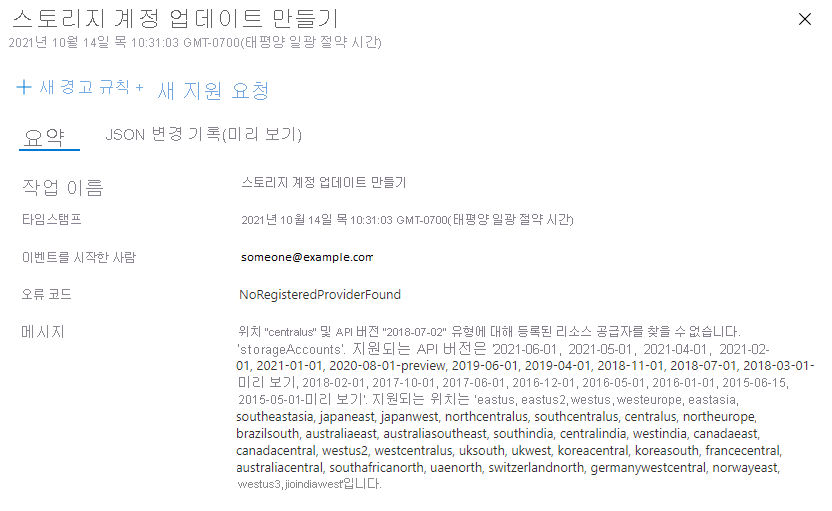 스토리지 계정 업데이트 만들기
2021년 10월 14일 목 10:31:03 GMT-0700(태평양 일광 절약 시간)
새 경고 규칙 + 새 지원 요청
요약 JSON 변경 기록(미리 보기)
작업 이름 스토리지 계정 업데이트 만들기
타임스탬프 2021년 10월 14일 목 10:31:03 GMT-0700(태평양 일광 절약 시간)
이벤트를 시작한 사람 someone@example.com
오류 코드 NoRegisteredProviderFound
메시지 위치 "centralus" 및 API 버전 "2018-07-02" 유형에 대해 등록된 리소스 공급자를 찾을 수 없습니다.
'storageAccounts'. 지원되는 API 버전은 '2021-06-01, 2021-05-01, 2021-04-01, 2021-02-
01, 2021-01-01, 2020-08-01-preview, 2019-06-01, 2019-04-01, 2018-11-01, 2018-07-01, 2018-03-01-
미리 보기, 2018-02-01, 2017-10-01, 2017-06-01, 2016-12-01, 2016-05-01, 2016-01-01, 2015-06-15,
2015-05-01-미리 보기'. 지원되는 위치는 'eastus, eastus2,westus,westeurope, eastasia,
southeastasia, japaneast, japanwest, northcentralus, southcentralus, centralus, northeurope,
brazilsouth, australiaeast, australiasoutheast, southindia, centralindia, westindia, canadaeast,
canadacentral, westus2, westcentralus, uksouth, ukwest, koreacentral, koreasouth, francecentral,
australiacentral, southafricanorth, uaenorth, switzerlandnorth, germanywestcentral, norwayeast,
westus3,jioindiawest'입니다.